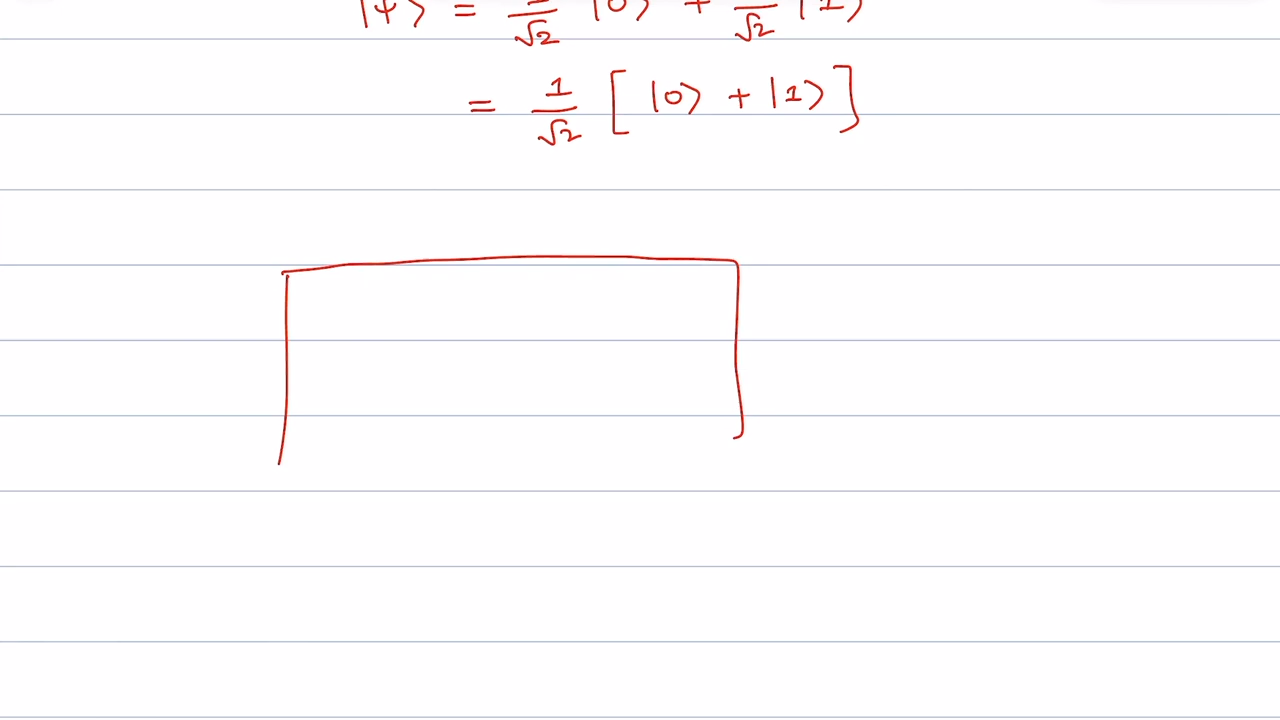 |ψ⟩ = 1/√2 |0⟩ + 1/√2 |1⟩
= 1/√2 [ |0⟩ + |1⟩ ]